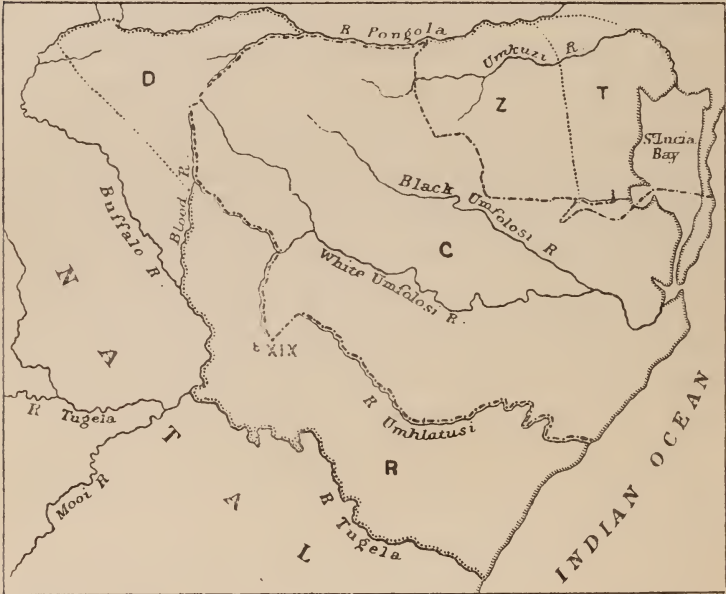 R Pongola
D
Umkuzi R.
Z
T
St Lucia
Bay
Buffalo R.
Blood R.
Black Umfolosi R
C
White Umfolosi R.
N
A
T
A
L
XIX
R Tugela
R Umhlatusi
R
Mooi R
R Tugela
INDIAN OCEAN